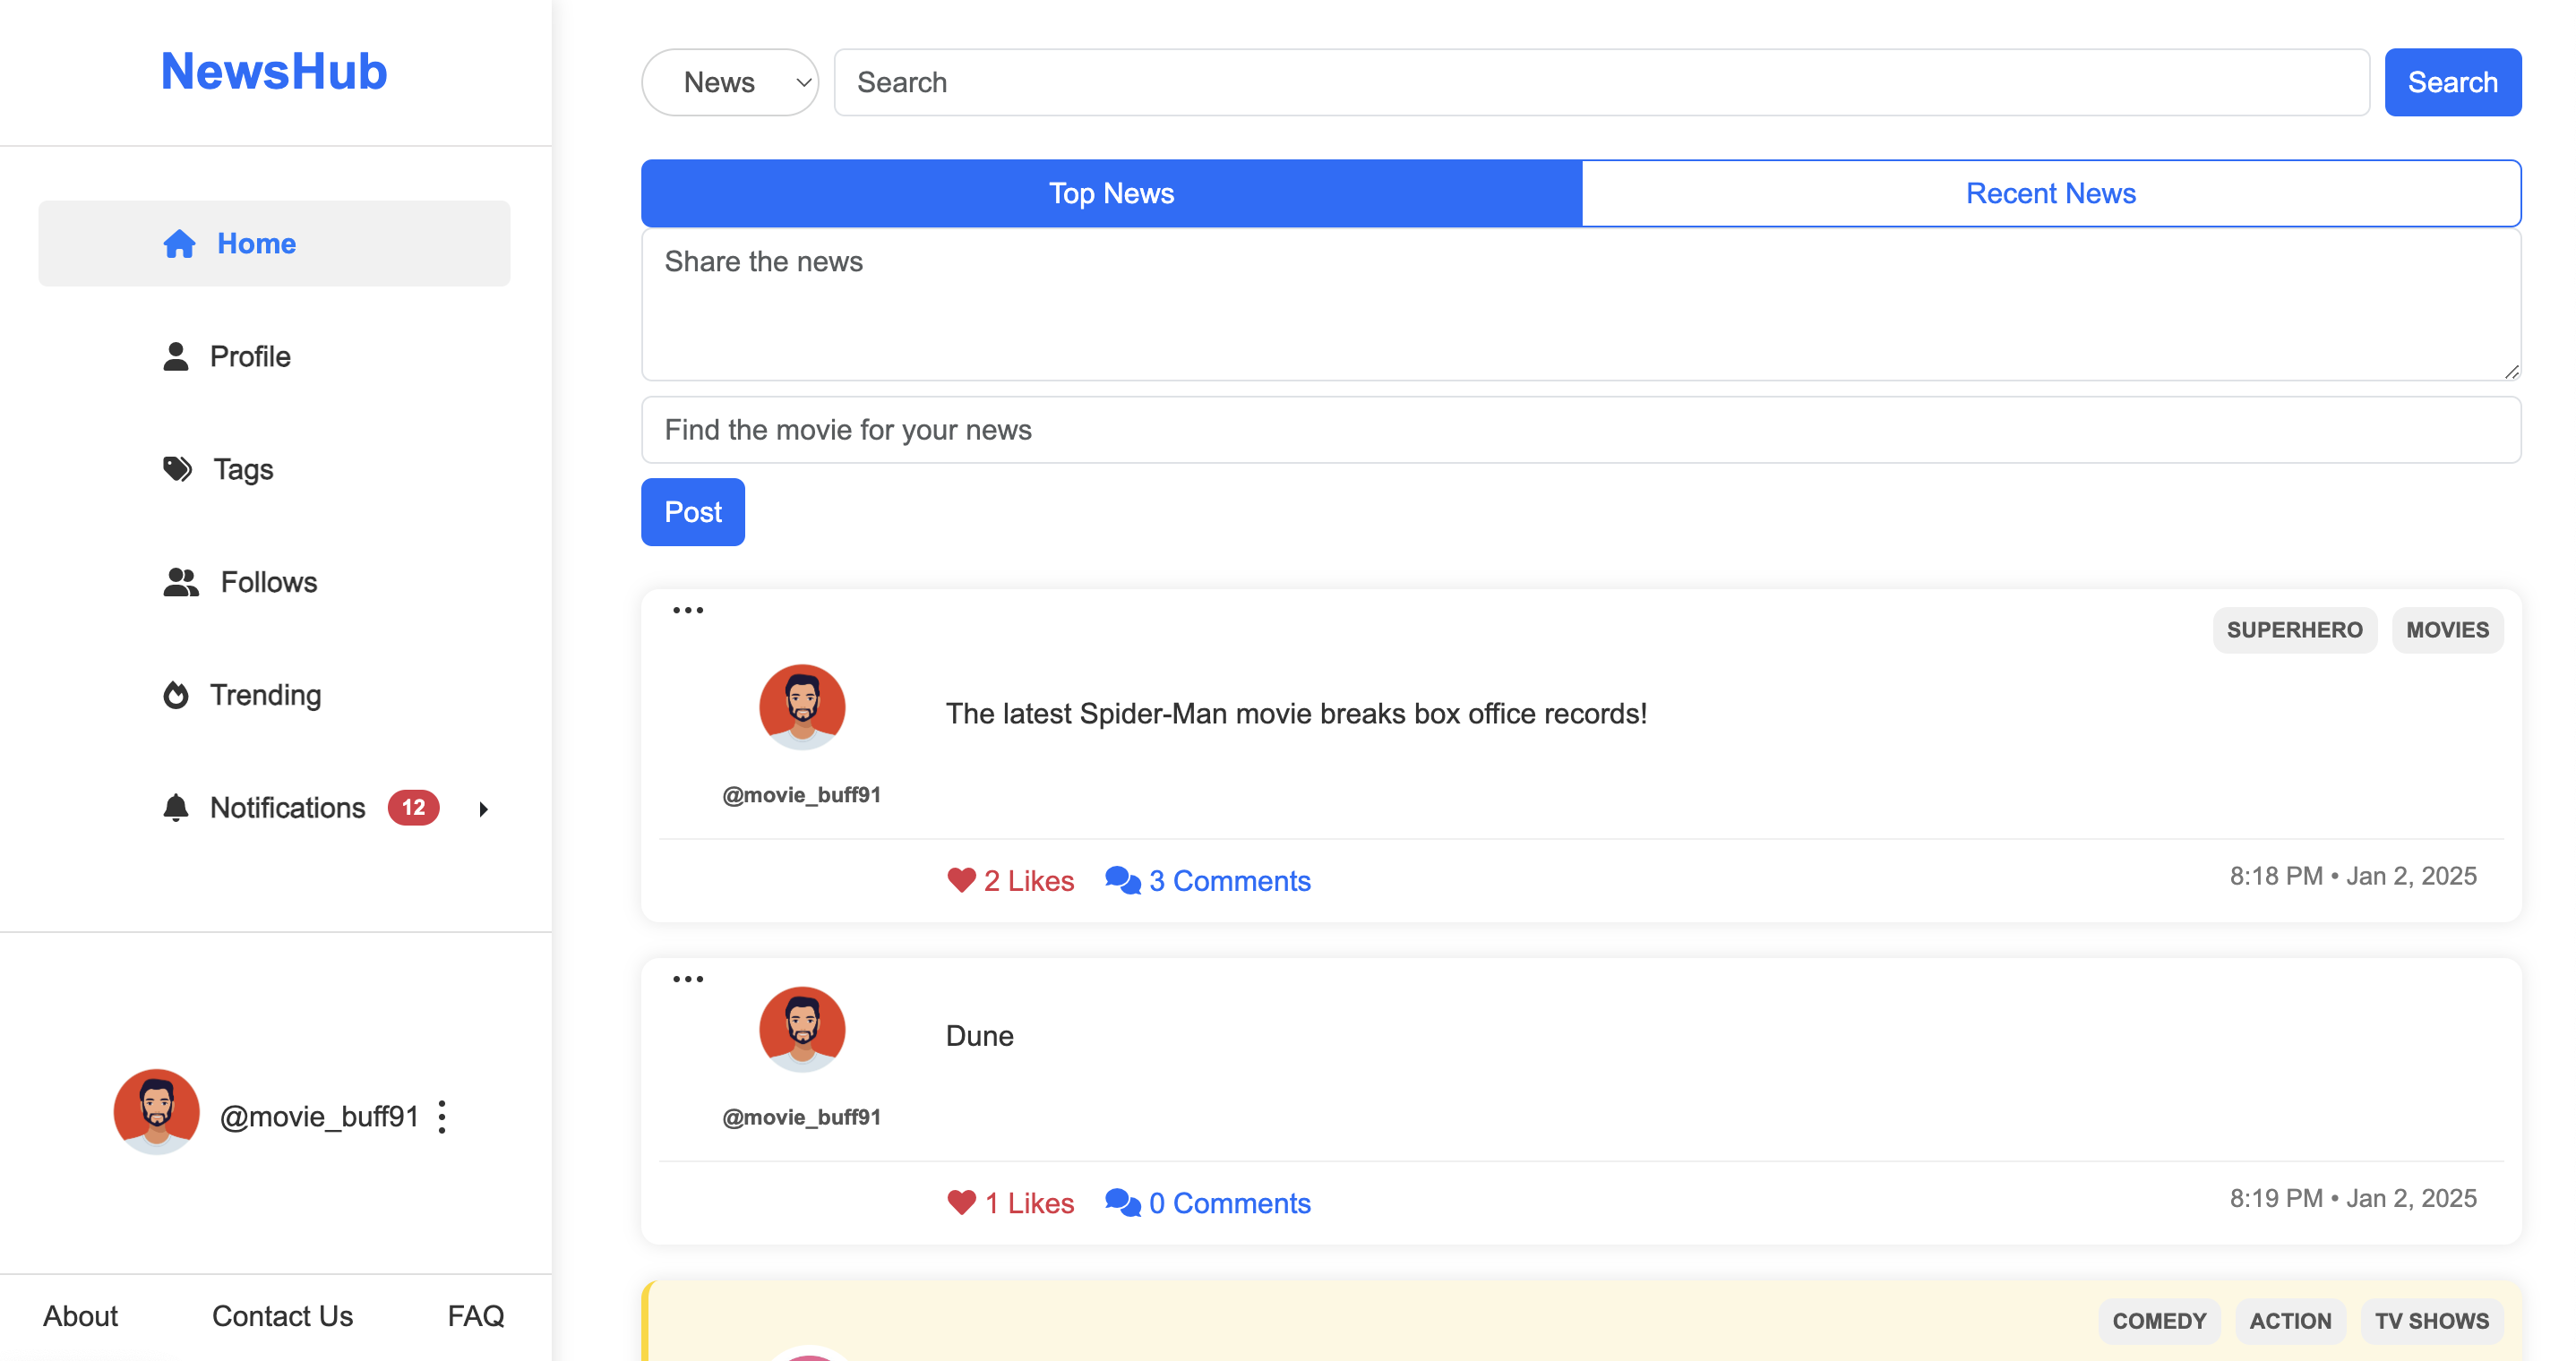 NewsHub
Home
Profile
Tags
Follows
Trending
Notifications 12
@movie_buff91
About Contact Us FAQ
News Search Search
Top News Recent News
Share the news
Find the movie for your news
Post
SUPERHERO MOVIES
The latest Spider-Man movie breaks box office records!
@movie_buff91
2 Likes 3 Comments 8:18 PM • Jan 2, 2025
Dune
@movie_buff91
1 Likes 0 Comments 8:19 PM • Jan 2, 2025
COMEDY ACTION TV SHOWS